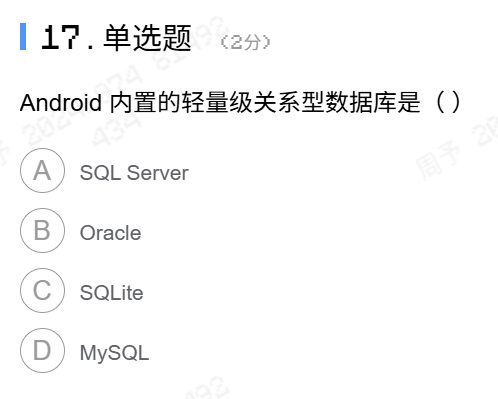 17.单选题 (2分)
Android 内置的轻量级关系型数据库是（ ）
A SQL Server
B Oracle
C SQLite
D MySQL